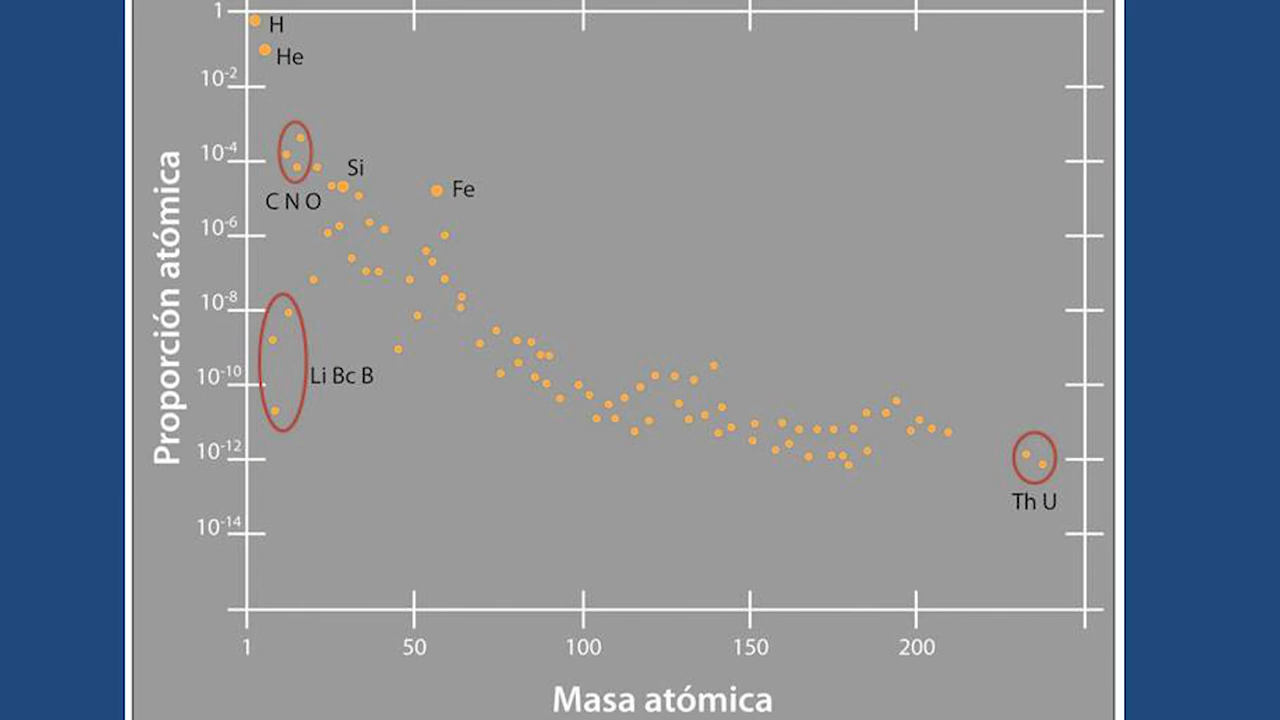 1
H
He
10-2
10-4
Si
Fe
C N O
10-6
10-8
Li Bc B
10-10
10-12
Th U
10-14
1 50 100 150 200
Proporción atómica
Masa atómica